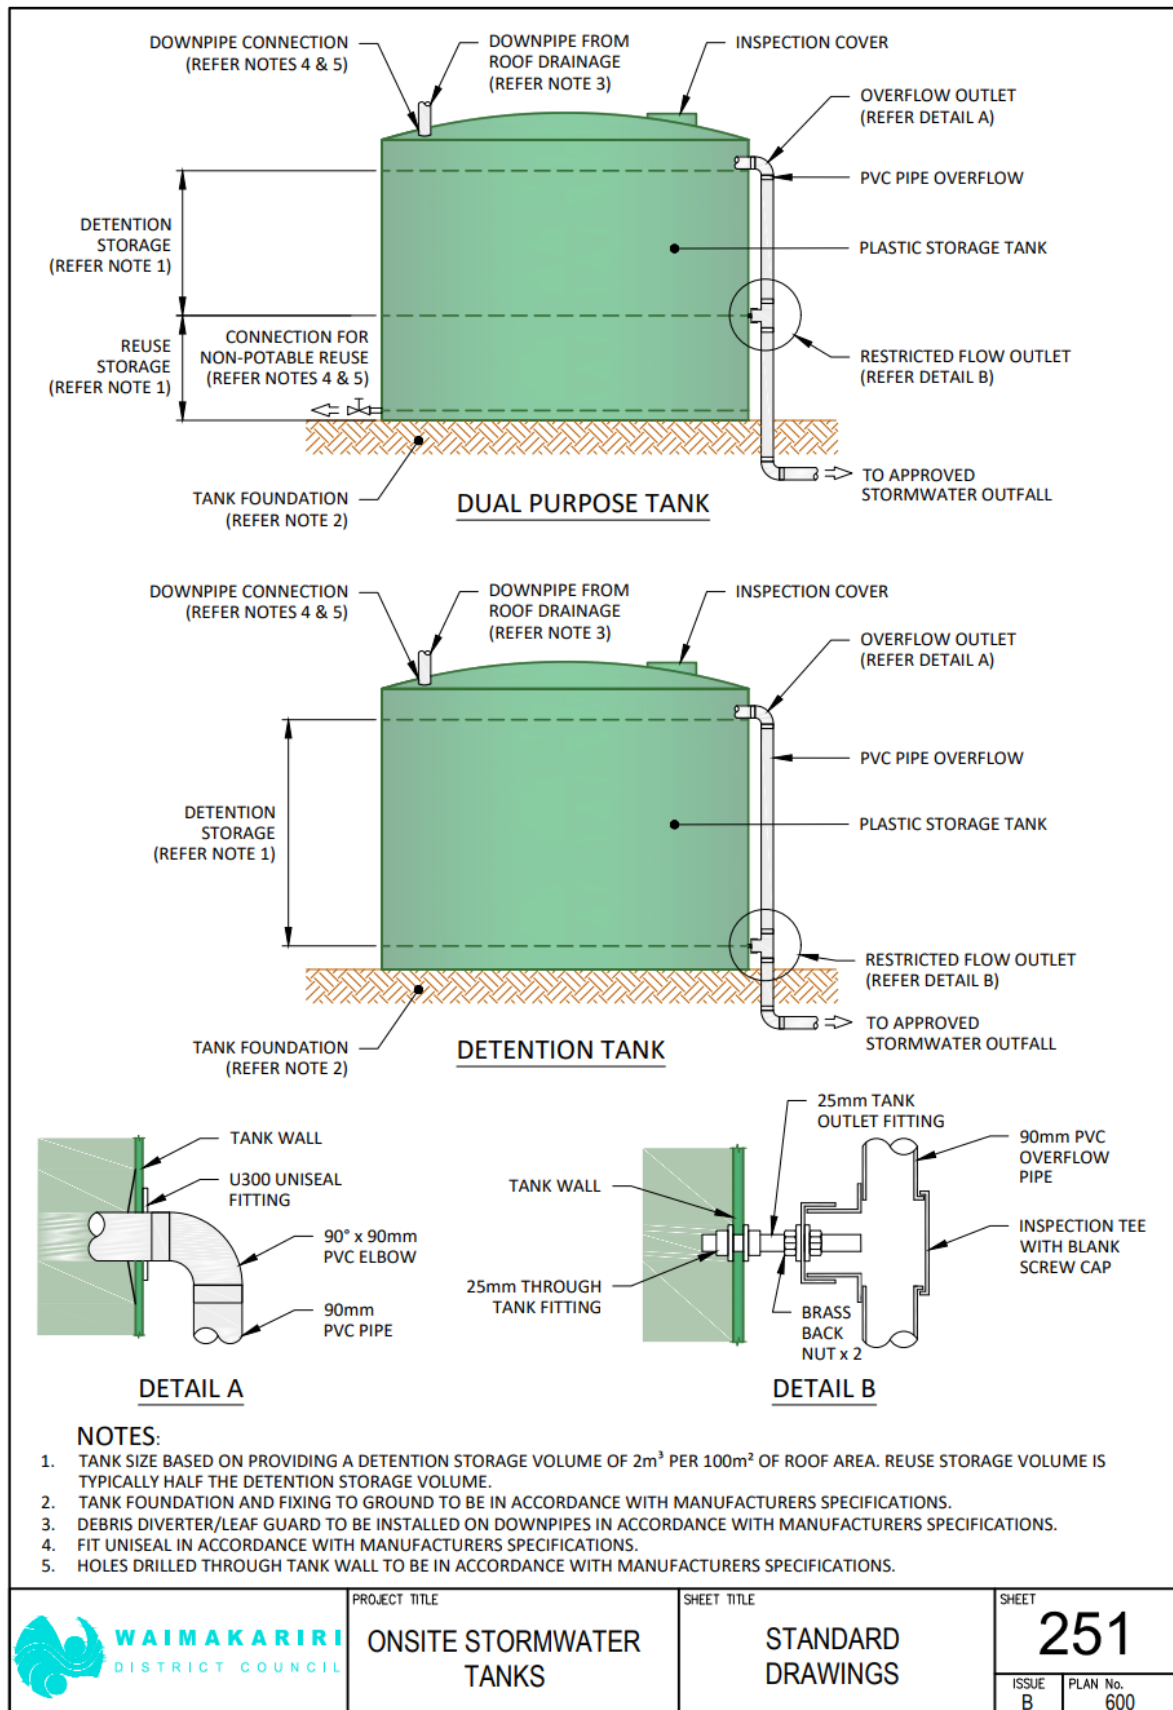 DOWNPIPE CONNECTION
(REFER NOTES 4 & 5)
DOWNPIPE FROM
ROOF DRAINAGE
(REFER NOTE 3)
INSPECTION COVER
OVERFLOW OUTLET
(REFER DETAIL A)
PVC PIPE OVERFLOW
DETENTION
STORAGE
(REFER NOTE 1)
PLASTIC STORAGE TANK
REUSE
STORAGE
(REFER NOTE 1)
CONNECTION FOR
NON-POTABLE REUSE
(REFER NOTES 4 & 5)
RESTRICTED FLOW OUTLET
(REFER DETAIL B)
TANK FOUNDATION
(REFER NOTE 2)
TO APPROVED
STORMWATER OUTFALL
DUAL PURPOSE TANK
DOWNPIPE CONNECTION
(REFER NOTES 4 & 5)
DOWNPIPE FROM
ROOF DRAINAGE
(REFER NOTE 3)
INSPECTION COVER
OVERFLOW OUTLET
(REFER DETAIL A)
PVC PIPE OVERFLOW
DETENTION
STORAGE
(REFER NOTE 1)
PLASTIC STORAGE TANK
RESTRICTED FLOW OUTLET
(REFER DETAIL B)
TANK FOUNDATION
(REFER NOTE 2)
TO APPROVED
STORMWATER OUTFALL
DETENTION TANK
TANK WALL
U300 UNISEAL
FITTING
90° x 90mm
PVC ELBOW
90mm
PVC PIPE
DETAIL A
25mm TANK
OUTLET FITTING
90mm PVC
OVERFLOW
PIPE
TANK WALL
INSPECTION TEE
WITH BLANK
SCREW CAP
25mm THROUGH
TANK FITTING
BRASS
BACK
NUT x 2
DETAIL B
NOTES:
1. TANK SIZE BASED ON PROVIDING A DETENTION STORAGE VOLUME OF 2m³ PER 100m² OF ROOF AREA. REUSE STORAGE VOLUME IS
TYPICALLY HALF THE DETENTION STORAGE VOLUME.
2. TANK FOUNDATION AND FIXING TO GROUND TO BE IN ACCORDANCE WITH MANUFACTURERS SPECIFICATIONS.
3. DEBRIS DIVERTER/LEAF GUARD TO BE INSTALLED ON DOWNPIPES IN ACCORDANCE WITH MANUFACTURERS SPECIFICATIONS.
4. FIT UNISEAL IN ACCORDANCE WITH MANUFACTURERS SPECIFICATIONS.
5. HOLES DRILLED THROUGH TANK WALL TO BE IN ACCORDANCE WITH MANUFACTURERS SPECIFICATIONS.
WAIMAKARIRI
DISTRICT COUNCIL
PROJECT TITLE
ONSITE STORMWATER
TANKS
SHEET TITLE
STANDARD
DRAWINGS
SHEET
251
ISSUE
B
PLAN No.
600